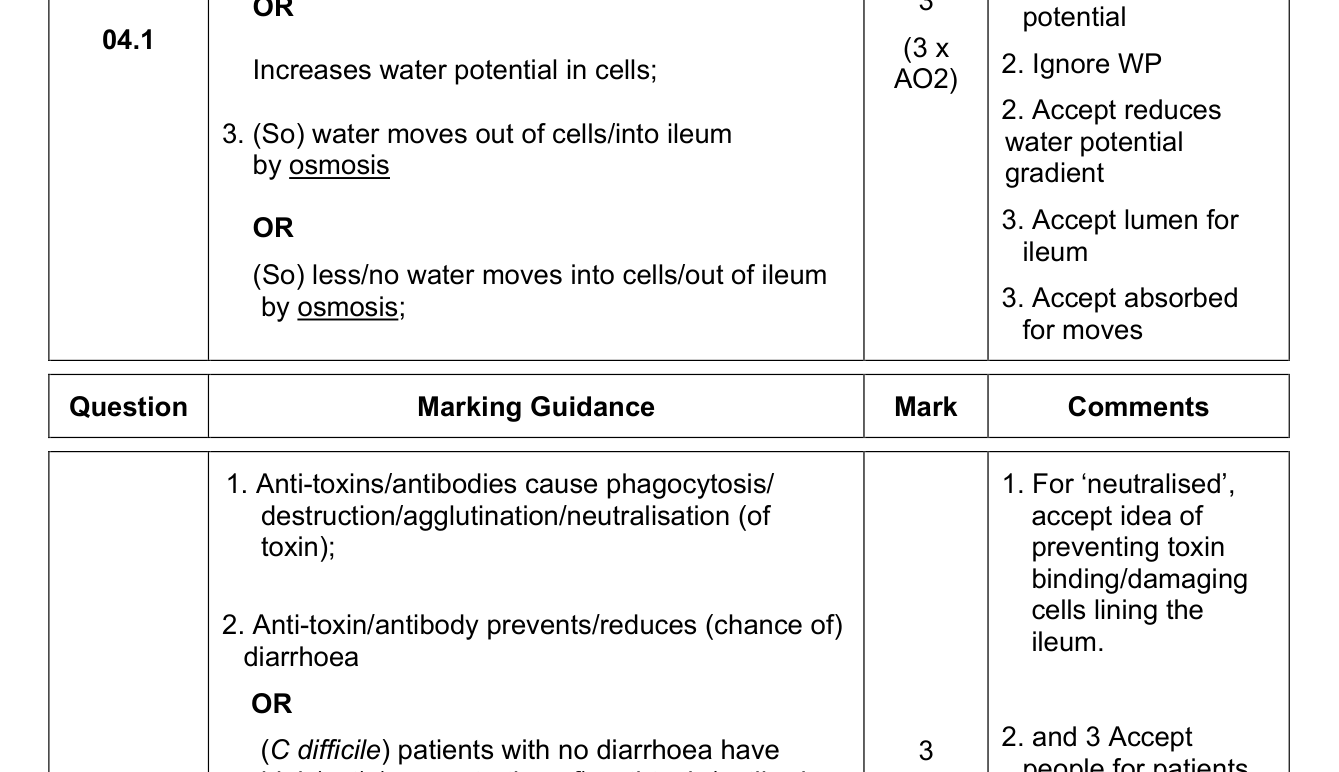 OR
04.1
Increases water potential in cells;
3. (So) water moves out of cells/into ileum
by osmosis
OR
(So) less/no water moves into cells/out of ileum
by osmosis;
3
(3 x
AO2)
potential
2. Ignore WP
2. Accept reduces
water potential
gradient
3. Accept lumen for
ileum
3. Accept absorbed
for moves
Question Marking Guidance Mark Comments
1. Anti-toxins/antibodies cause phagocytosis/
destruction/agglutination/neutralisation (of
toxin);
2. Anti-toxin/antibody prevents/reduces (chance of)
diarrhoea
OR
(C difficile) patients with no diarrhoea have
3
1. For ‘neutralised’,
accept idea of
preventing toxin
binding/damaging
cells lining the
ileum.
2. and 3 Accept
people for patients